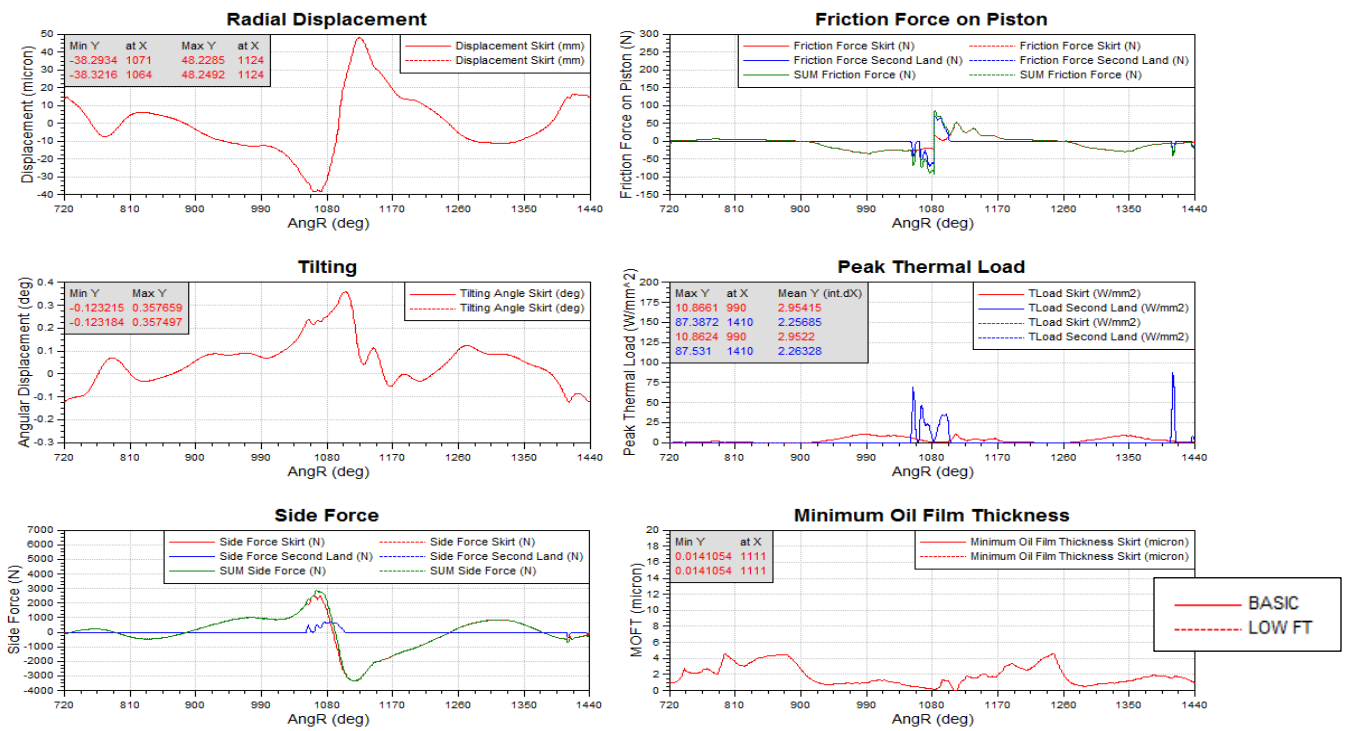 Radial Displacement
Displacement (micron)
50
40
30
20
10
0
-10
-20
-30
-40
Min Y at X Max Y at X
-38.2934 1071 48.2285 1124
-38.3216 1064 48.2492 1124
Displacement Skirt (mm)
Displacement Skirt (mm)
720 810 900 990 1080 1170 1260 1350 1440
AngR (deg)
Friction Force on Piston
Friction Force on Piston (N)
300
250
200
150
100
50
0
-50
-100
-150
Friction Force Skirt (N) Friction Force Skirt (N)
Friction Force Second Land (N) Friction Force Second Land (N)
SUM Friction Force (N) SUM Friction Force (N)
720 810 900 990 1080 1170 1260 1350 1440
AngR (deg)
Tilting
Angular Displacement (deg)
0.4
0.3
0.2
0.1
0
-0.1
-0.2
-0.3
Min Y Max Y
-0.123215 0.357659
-0.123184 0.357497
Tilting Angle Skirt (deg)
Tilting Angle Skirt (deg)
720 810 900 990 1080 1170 1260 1350 1440
AngR (deg)
Peak Thermal Load
Peak Thermal Load (W/mm^2)
200
175
150
125
100
75
50
25
0
Max Y at X Mean Y (int.dX)
10.8661 990 2.95415
87.3872 1410 2.25685
10.8624 990 2.9522
87.531 1410 2.26328
TLoad Skirt (W/mm2)
TLoad Second Land (W/mm2)
TLoad Skirt (W/mm2)
TLoad Second Land (W/mm2)
720 810 900 990 1080 1170 1260 1350 1440
AngR (deg)
Side Force
Side Force (N)
7000
6000
5000
4000
3000
2000
1000
0
-1000
-2000
-3000
-4000
Side Force Skirt (N) Side Force Skirt (N)
Side Force Second Land (N) Side Force Second Land (N)
SUM Side Force (N) SUM Side Force (N)
720 810 900 990 1080 1170 1260 1350 1440
AngR (deg)
Minimum Oil Film Thickness
MOFT (micron)
20
18
16
14
12
10
8
6
4
2
0
Min Y at X
0.0141054 1111
0.0141054 1111
Minimum Oil Film Thickness Skirt (micron)
Minimum Oil Film Thickness Skirt (micron)
720 810 900 990 1080 1170 1260 1350 1440
AngR (deg)
BASIC
LOW FT